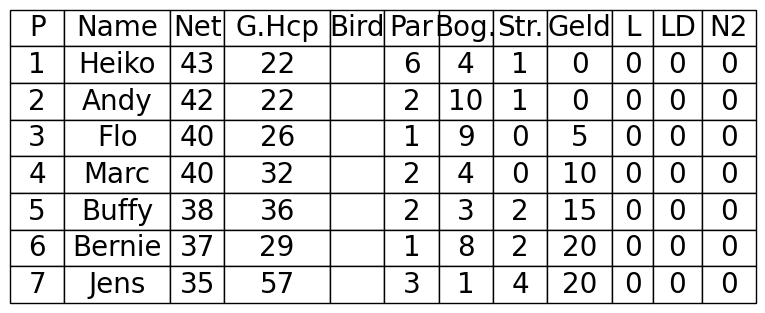 P Name Net G.Hcp Bird Par Bog. Str. Geld L LD N2
1 Heiko 43 22 6 4 1 0 0 0 0
2 Andy 42 22 2 10 1 0 0 0 0
3 Flo 40 26 1 9 0 5 0 0 0
4 Marc 40 32 2 4 0 10 0 0 0
5 Buffy 38 36 2 3 2 15 0 0 0
6 Bernie 37 29 1 8 2 20 0 0 0
7 Jens 35 57 3 1 4 20 0 0 0